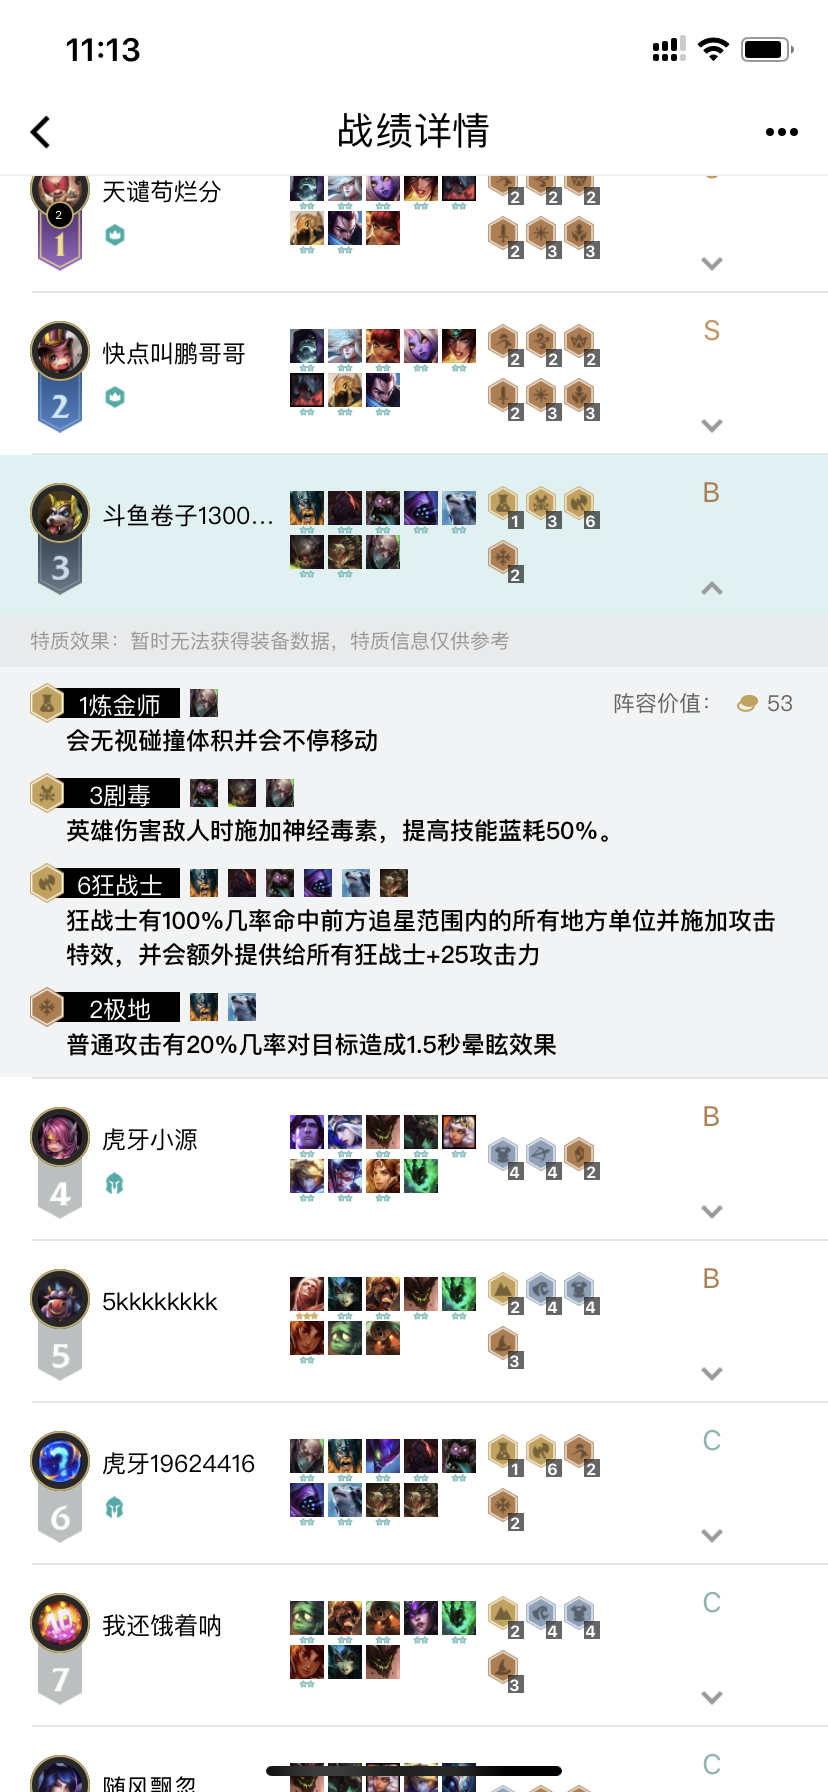 11:13
战绩详情
天谴苟烂分
2
1
2 2 2
2 3 3
快点叫鹏哥哥
2
2 2 2
2 3 3
S
斗鱼卷子1300...
3
1 3 6
2
B
特质效果：暂时无法获得装备数据，特质信息仅供参考
1炼金师
阵容价值： 53
会无视碰撞体积并会不停移动
3剧毒
英雄伤害敌人时施加神经毒素，提高技能蓝耗50%。
6狂战士
狂战士有100%几率命中前方追星范围内的所有地方单位并施加攻击
特效，并会额外提供给所有狂战士+25攻击力
2极地
普通攻击有20%几率对目标造成1.5秒晕眩效果
虎牙小源
4
4 4 2
B
5kkkkkkkk
5
2 4 4
3
B
虎牙19624416
6
1 6 2
2
C
我还饿着呐
7
2 4 4
3
C
随风飘忽
C